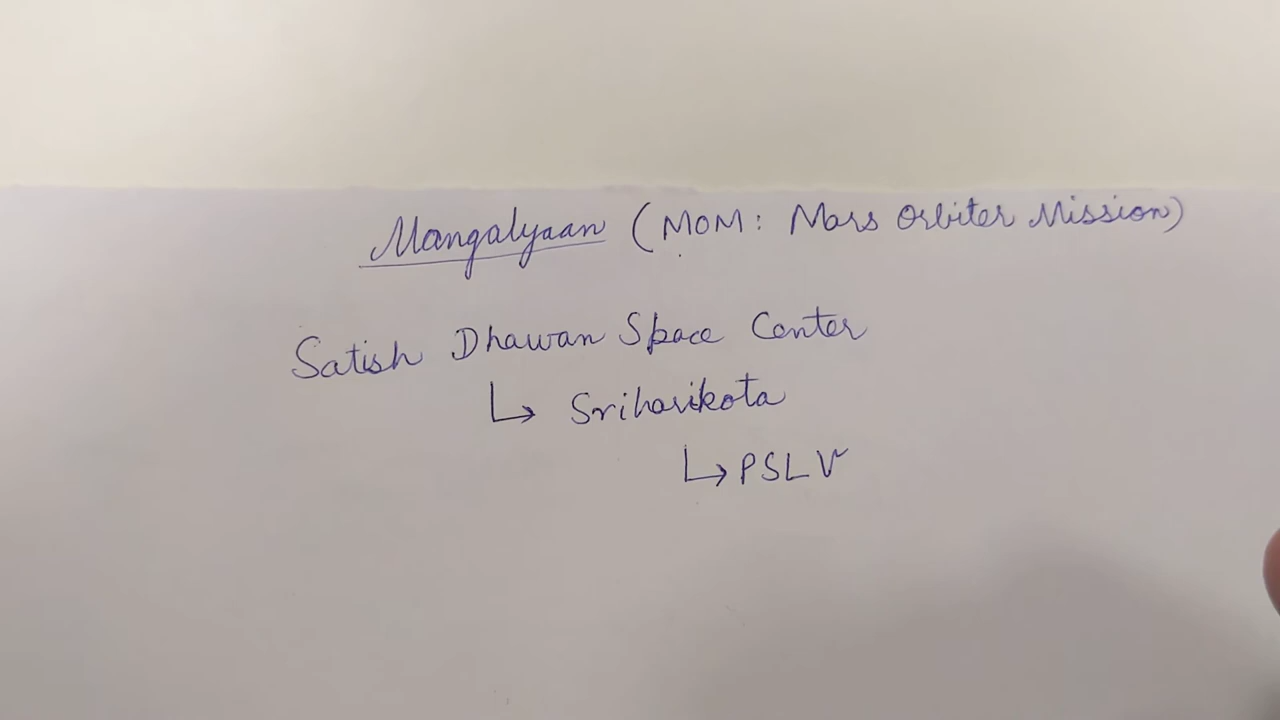 Mangalyaan (MOM: Mars Orbiter Mission)
Satish Dhawan Space Center
↳ Sriharikota
↳ PSLV